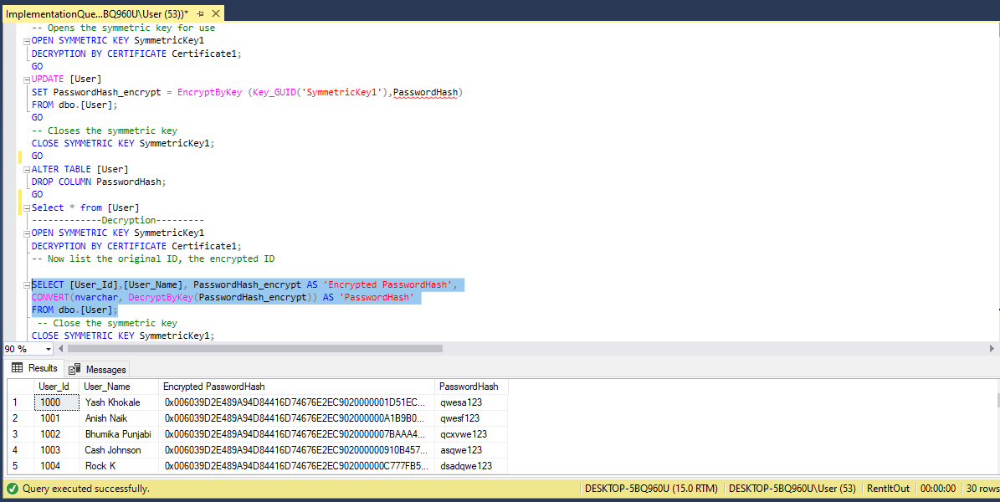 ImplementationQue...BQ960U\User (53))*
-- Opens the symmetric key for use
OPEN SYMMETRIC KEY SymmetricKey1
DECRYPTION BY CERTIFICATE Certificate1;
GO
UPDATE [User]
SET PasswordHash_encrypt = EncryptByKey (Key_GUID('SymmetricKey1'),PasswordHash)
FROM dbo.[User];
GO
-- Closes the symmetric key
CLOSE SYMMETRIC KEY SymmetricKey1;
GO
ALTER TABLE [User]
DROP COLUMN PasswordHash;
GO
Select * from [User]
-------------Decryption---------
OPEN SYMMETRIC KEY SymmetricKey1
DECRYPTION BY CERTIFICATE Certificate1;
-- Now list the original ID, the encrypted ID
SELECT [User_Id],[User_Name], PasswordHash_encrypt AS 'Encrypted PasswordHash',
CONVERT(nvarchar, DecryptByKey(PasswordHash_encrypt)) AS 'PasswordHash'
FROM dbo.[User];
-- Close the symmetric key
CLOSE SYMMETRIC KEY SymmetricKey1;
90 %
Results Messages
User_Id User_Name Encrypted PasswordHash PasswordHash
1 1000 Yash Khokale 0x006039D2E489A94D84416D74676E2EC9020000001D51EC... qwesa123
2 1001 Anish Naik 0x006039D2E489A94D84416D74676E2EC902000000A1B9B0... qwesf123
3 1002 Bhumika Punjabi 0x006039D2E489A94D84416D74676E2EC9020000007BAAA4... qcxvwe123
4 1003 Cash Johnson 0x006039D2E489A94D84416D74676E2EC902000000910B457... asqwe123
5 1004 Rock K 0x006039D2E489A94D84416D74676E2EC902000000C777FB5... dsadqwe123
Query executed successfully. DESKTOP-5BQ960U (15.0 RTM) DESKTOP-5BQ960U\User (53) RentItOut 00:00:00 30 rows